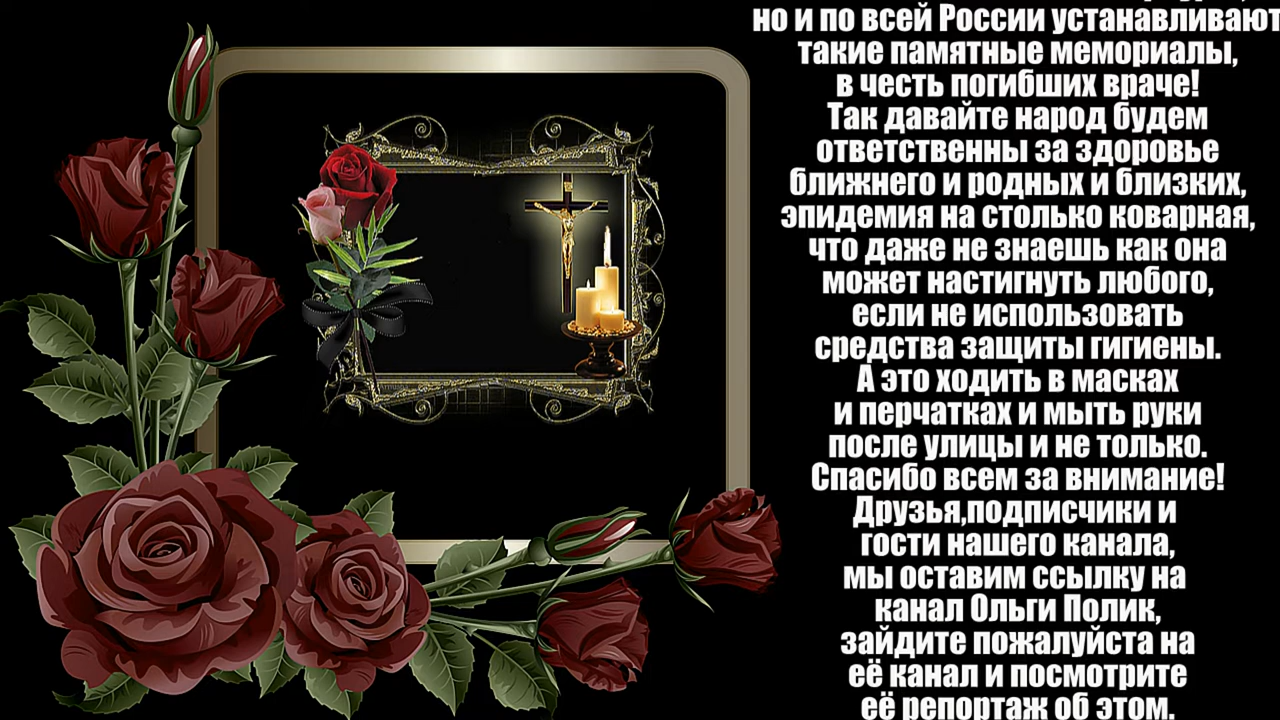 но и по всей России устанавливают
такие памятные мемориалы,
в честь погибших враче!
Так давайте народ будем
ответственны за здоровье
ближнего и родных и близких,
эпидемия на столько коварная,
что даже не знаешь как она
может настигнуть любого,
если не использовать
средства защиты гигиены.
А это ходить в масках
и перчатках и мыть руки
после улицы и не только.
Спасибо всем за внимание!
Друзья,подписчики и
гости нашего канала,
мы оставим ссылку на
канал Ольги Полик,
зайдите пожалуйста на
её канал и посмотрите
её репортаж об этом.